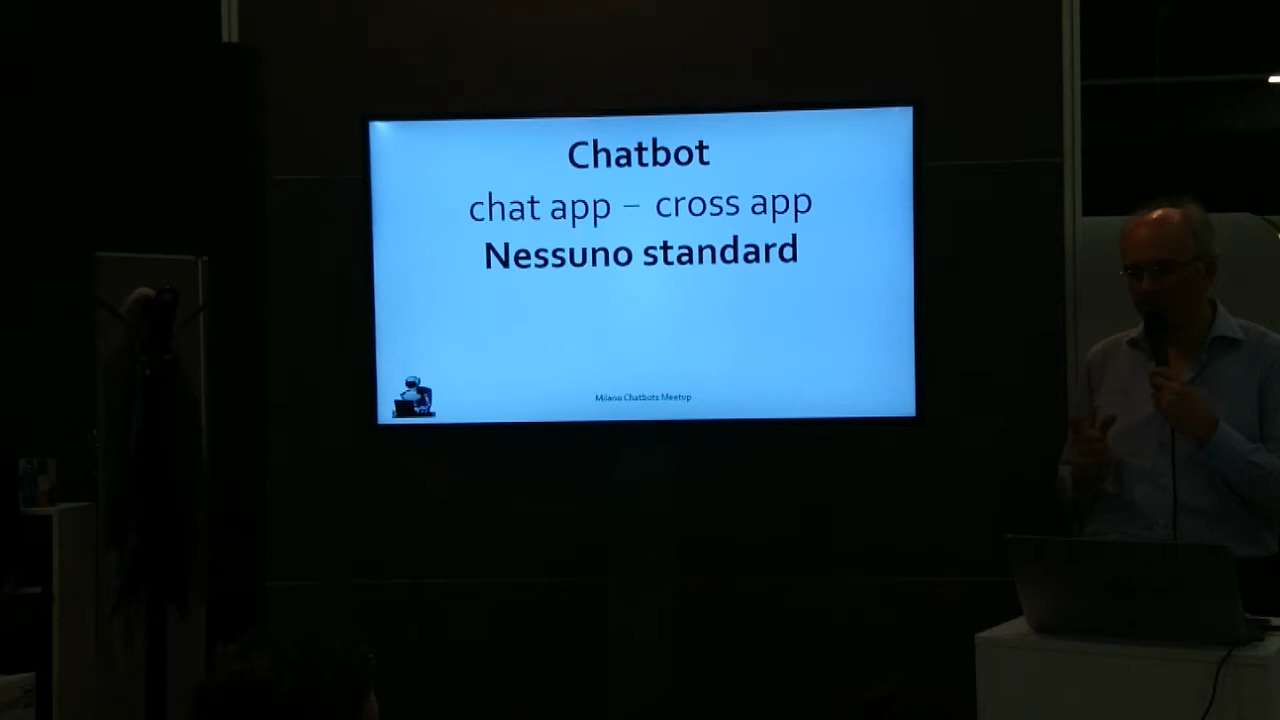 Chatbot
chat app – cross app
Nessuno standard
Milano Chatbots Meetup